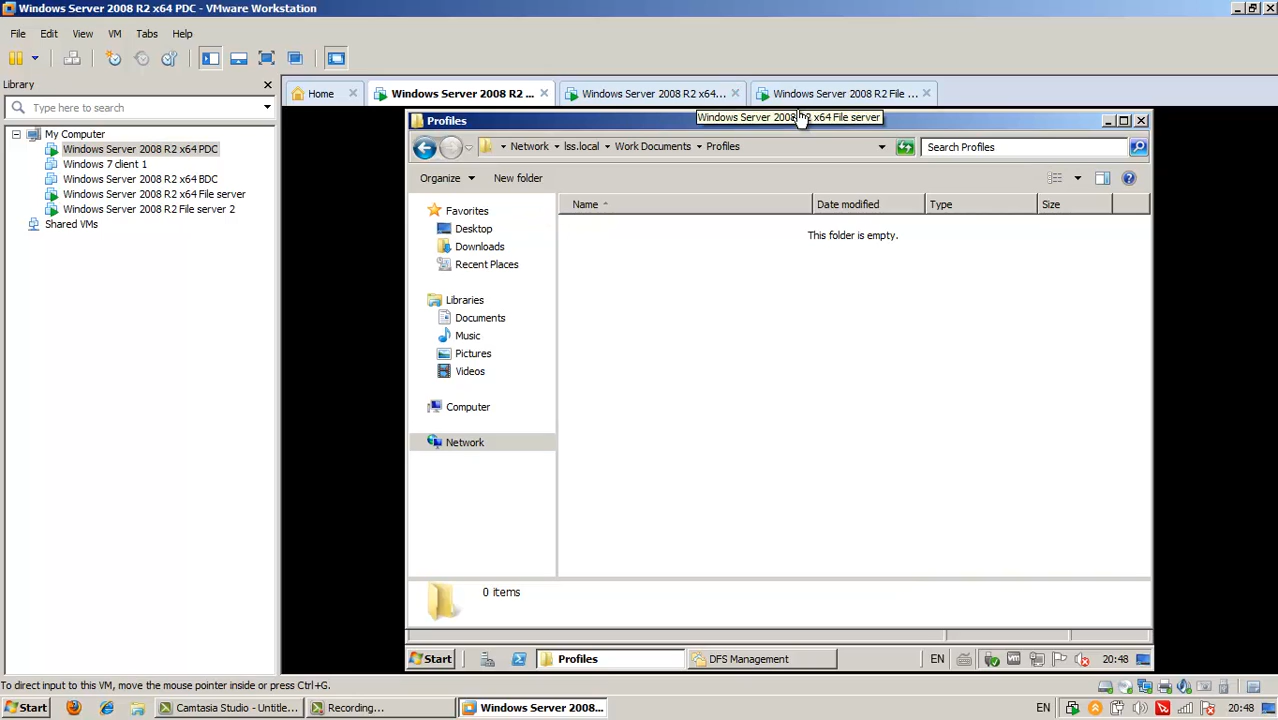 Windows Server 2008 R2 x64 PDC - VMware Workstation
File Edit View VM Tabs Help
Library
Type here to search
My Computer
Windows Server 2008 R2 x64 PDC
Windows 7 client 1
Windows Server 2008 R2 x64 BDC
Windows Server 2008 R2 x64 File server
Windows Server 2008 R2 File server 2
Shared VMs
Home
Windows Server 2008 R2 ...
Windows Server 2008 R2 x64...
Windows Server 2008 R2 File ...
Windows Server 2008 R2 x64 File server
Profiles
Network lss.local Work Documents Profiles
Search Profiles
Organize New folder
Name Date modified Type Size
This folder is empty.
Favorites
Desktop
Downloads
Recent Places
Libraries
Documents
Music
Pictures
Videos
Computer
Network
0 items
Start Profiles DFS Management EN 20:48
To direct input to this VM, move the mouse pointer inside or press Ctrl+G.
Start Camtasia Studio - Untitle... Recording... Windows Server 2008... EN 20:48